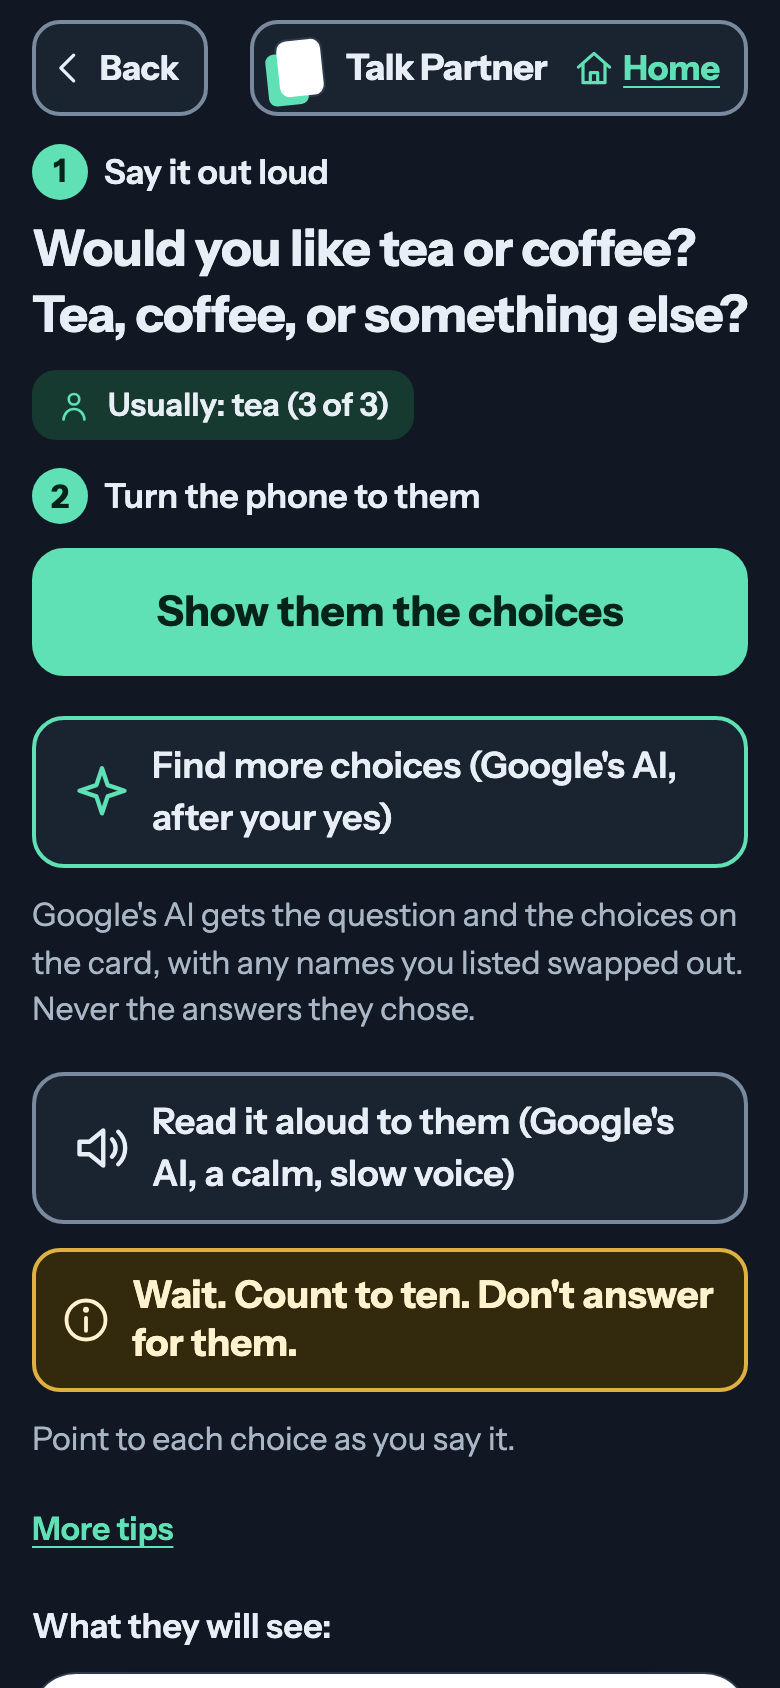 Back
Talk Partner
Home
1 Say it out loud
Would you like tea or coffee?
Tea, coffee, or something else?
Usually: tea (3 of 3)
2 Turn the phone to them
Show them the choices
Find more choices (Google's AI,
after your yes)
Google's AI gets the question and the choices on
the card, with any names you listed swapped out.
Never the answers they chose.
Read it aloud to them (Google's
AI, a calm, slow voice)
Wait. Count to ten. Don't answer
for them.
Point to each choice as you say it.
More tips
What they will see: